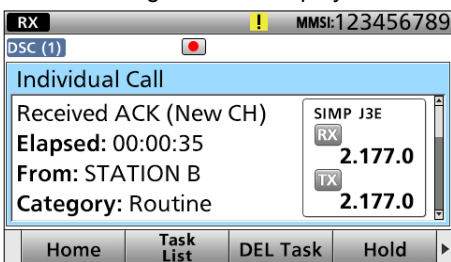 RX ! MMSI:123456789
DSC (1)
Individual Call
Received ACK (New CH)
Elapsed: 00:00:35
From: STATION B
Category: Routine
SIMP J3E
RX
2.177.0
TX
2.177.0
Home Task List DEL Task Hold